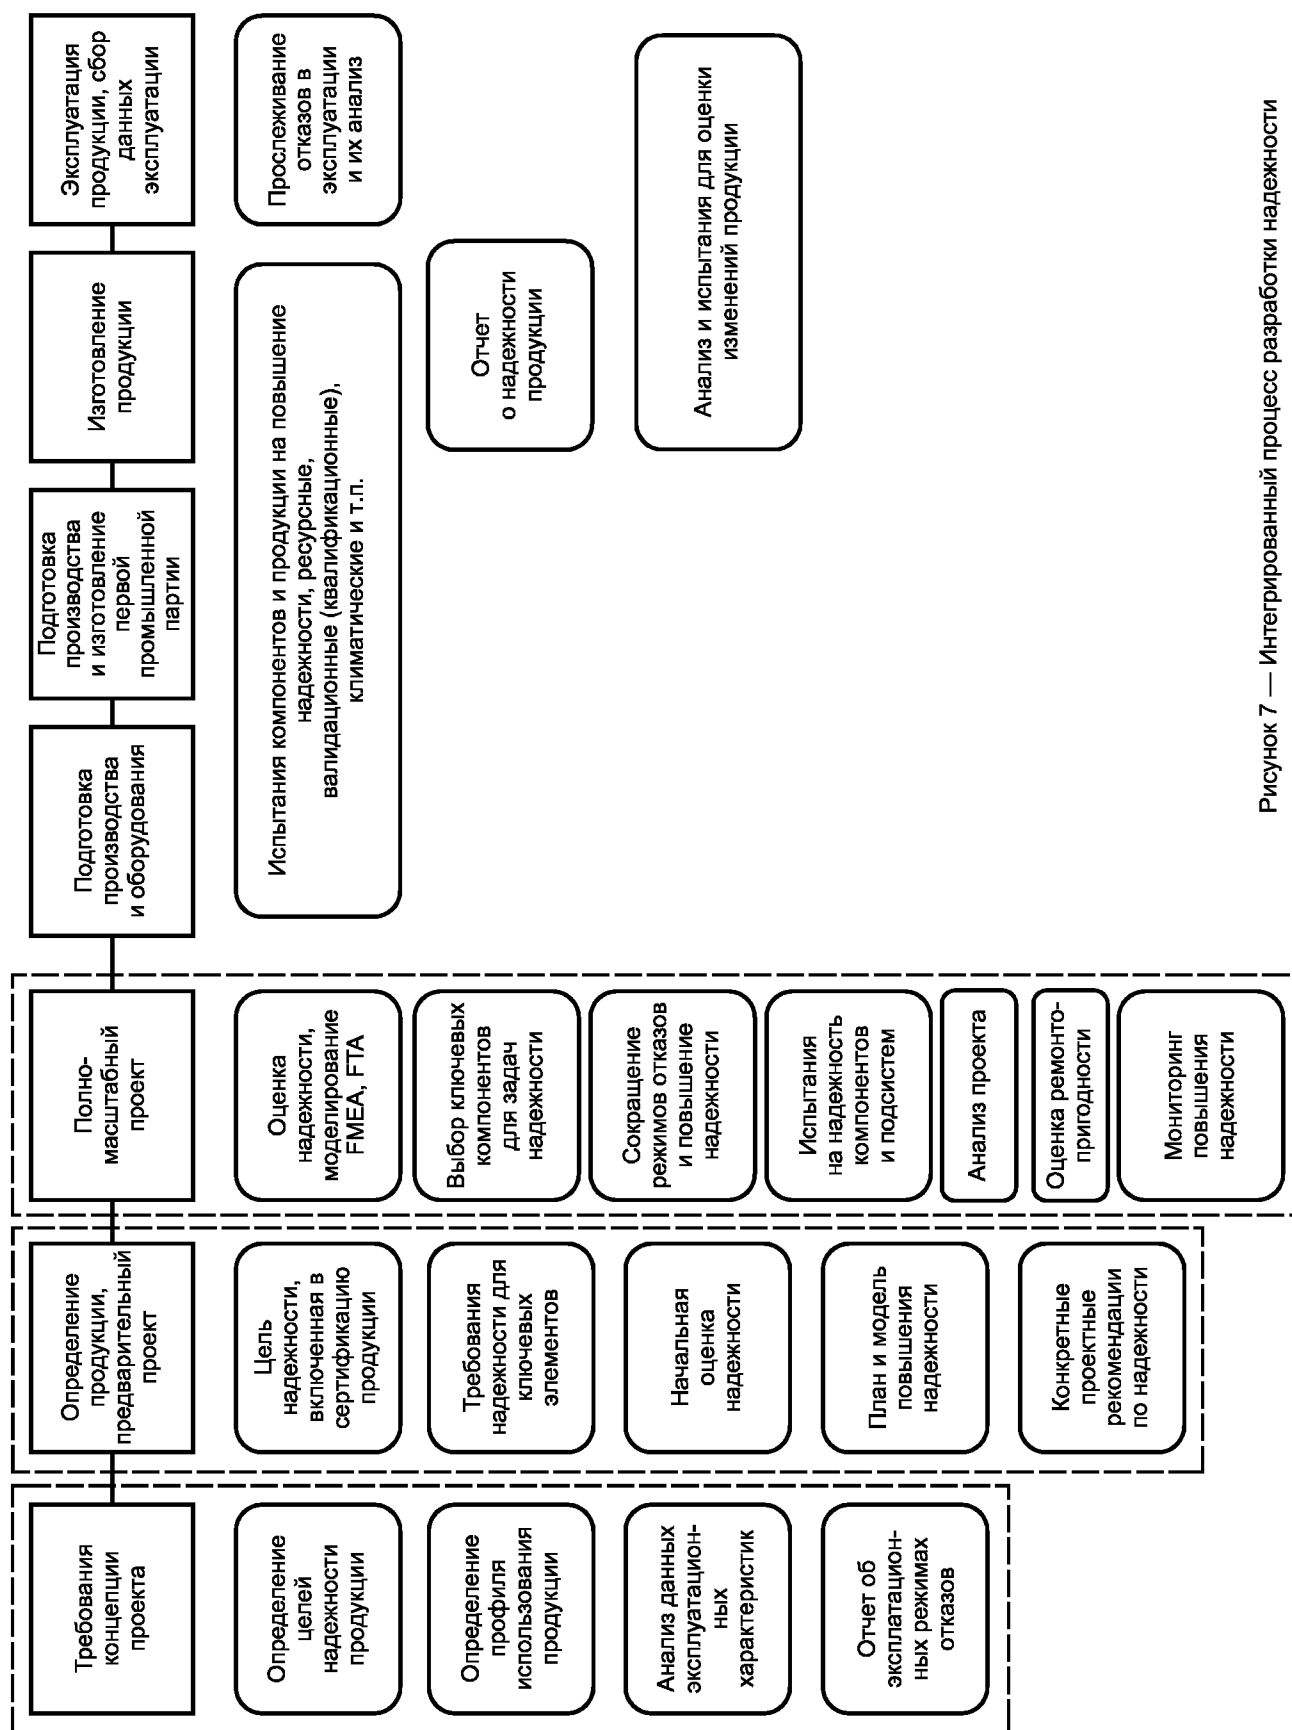 Требования
концепции
проекта
Определение
продукции,
предварительный
проект
Полно-
масштабный
проект
Подготовка
производства
и оборудования
Подготовка
производства
и изготовление
первой
промышленной
партии
Изготовление
продукции
Эксплуатация
продукции, сбор
данных
эксплуатации
Определение
целей
надежности
продукции
Определение
профиля
использования
продукции
Анализ данных
эксплуатацион-
ных
характеристик
Отчет об
эксплатацион-
ных режимах
отказов
Цель
надежности,
включенная в
сертификацию
продукции
Требования
надежности для
ключевых
элементов
Начальная
оценка
надежности
План и модель
повышения
надежности
Конкретные
проектные
рекомендации
по надежности
Оценка
надежности,
моделирование
FMEA, FTA
Выбор ключевых
компонентов
для задач
надежности
Сокращение
режимов отказов
и повышение
надежности
Испытания
на надежность
компонентов
и подсистем
Анализ проекта
Оценка ремонто-
пригодности
Мониторинг
повышения
надежности
Испытания компонентов и продукции на повышение
надежности, ресурсные,
валидационные (квалификационные),
климатические и т.п.
Прослеживание
отказов в
эксплуатации
и их анализ
Отчет
о надежности
продукции
Анализ и испытания для оценки
изменений продукции
Рисунок 7 — Интегрированный процесс разработки надежности